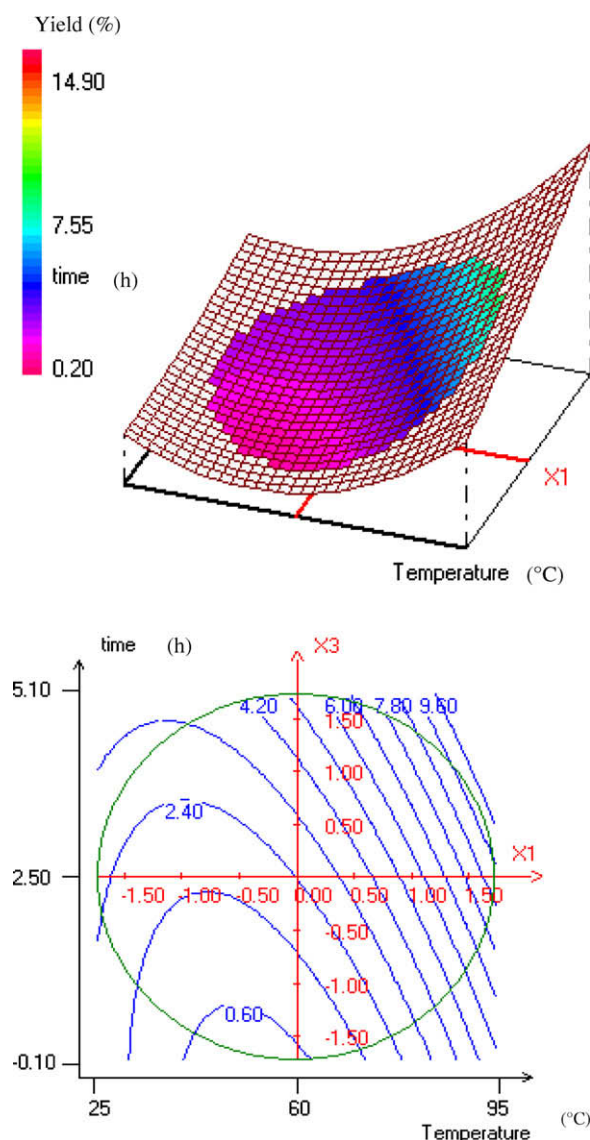 Yield (%)
14.90
7.55
time (h)
0.20
X1
Temperature (°C)
time (h) X3
5.10
4.20 6.00 7.80 9.60
1.50
1.00
2.40
0.50
X1
2.50
-1.50 -1.00 -0.50 0.00 0.50 1.00 1.50
-0.50
-1.00
0.60
-1.50
-0.10
25 60 95
Temperature (°C)